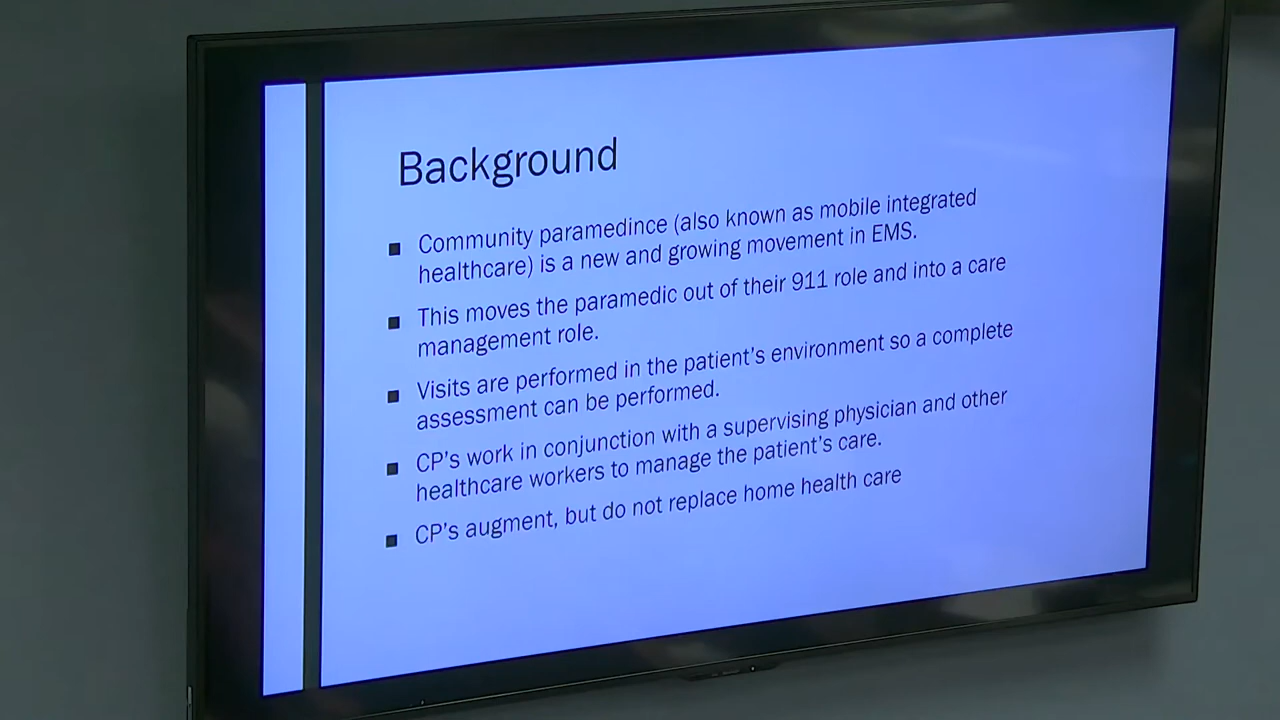 Background
Community paramedince (also known as mobile integrated
healthcare) is a new and growing movement in EMS.
This moves the paramedic out of their 911 role and into a care
management role.
Visits are performed in the patient's environment so a complete
assessment can be performed.
CP's work in conjunction with a supervising physician and other
healthcare workers to manage the patient's care.
CP's augment, but do not replace home health care